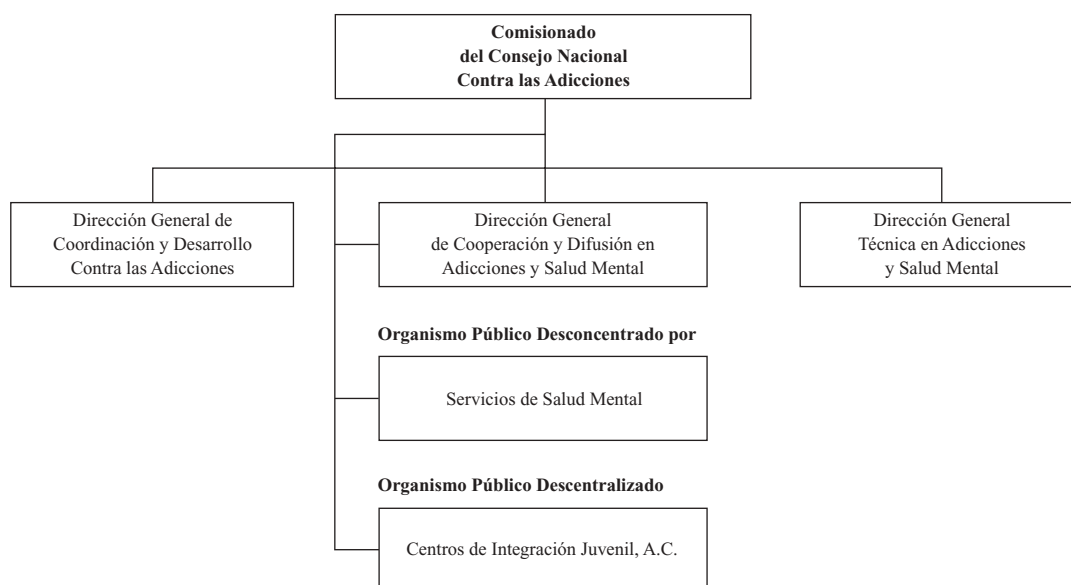 Comisionado
del Consejo Nacional
Contra las Adicciones
Dirección General de
Coordinación y Desarrollo
Contra las Adicciones
Dirección General
de Cooperación y Difusión en
Adicciones y Salud Mental
Dirección General
Técnica en Adicciones
y Salud Mental
Organismo Público Desconcentrado por
Servicios de Salud Mental
Organismo Público Descentralizado
Centros de Integración Juvenil, A.C.